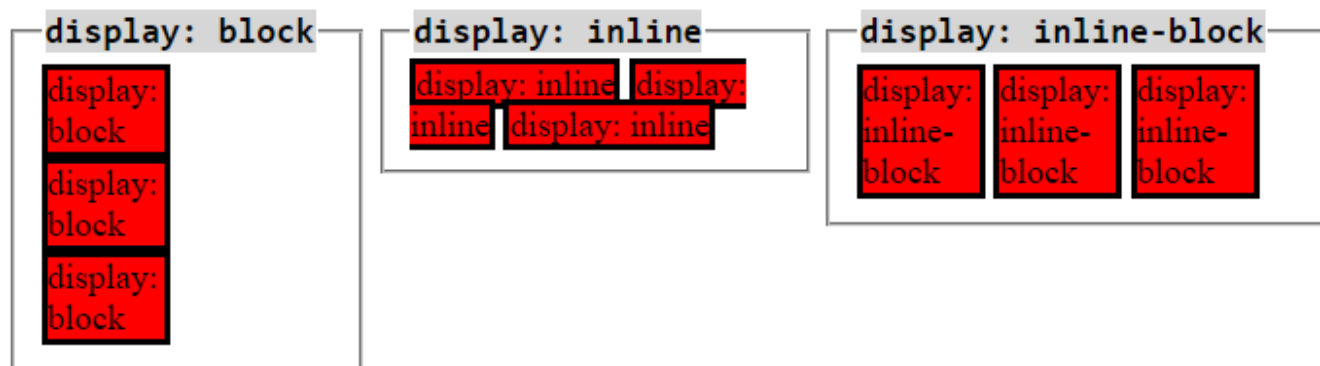 display: block
display:
block
display:
block
display:
block
display: inline
display: inline display:
inline display: inline
display: inline-block
display: display: display:
inline- inline- inline-
block block block